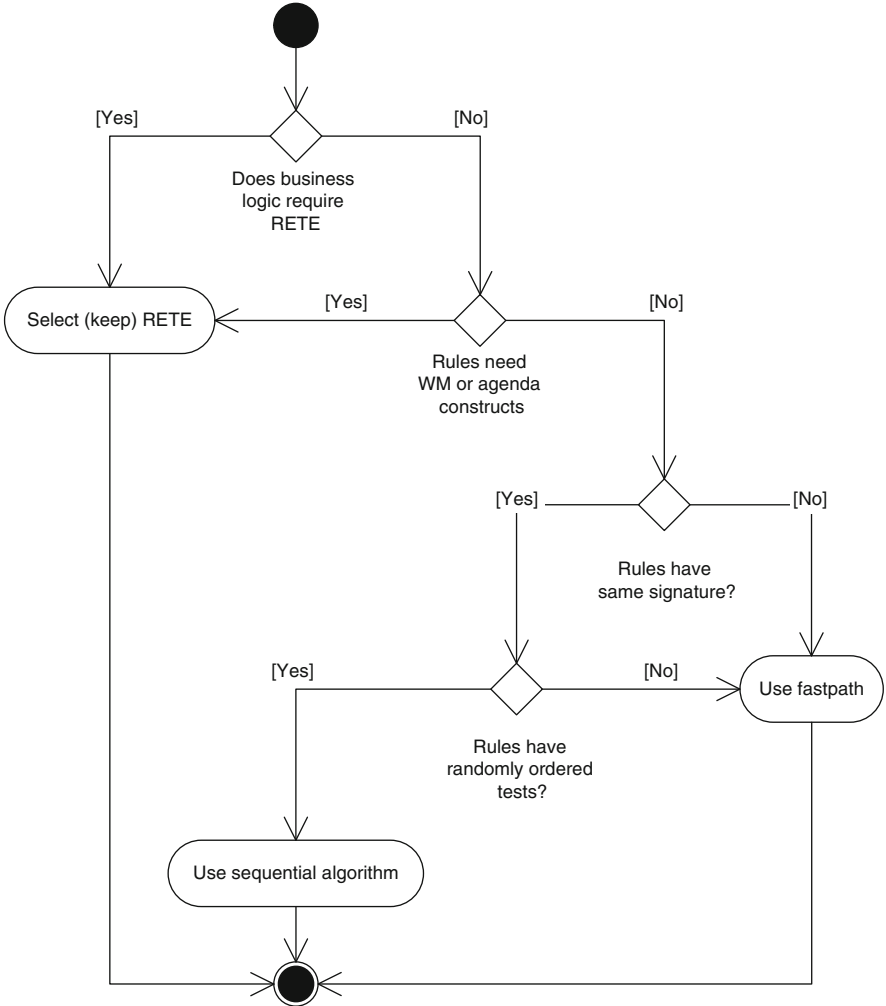 [Yes]
[No]
Does business
logic require
RETE
Select (keep) RETE
[Yes]
[No]
Rules need
WM or agenda
constructs
[Yes]
[No]
Rules have
same signature?
[Yes]
[No]
Use fastpath
Rules have
randomly ordered
tests?
Use sequential algorithm